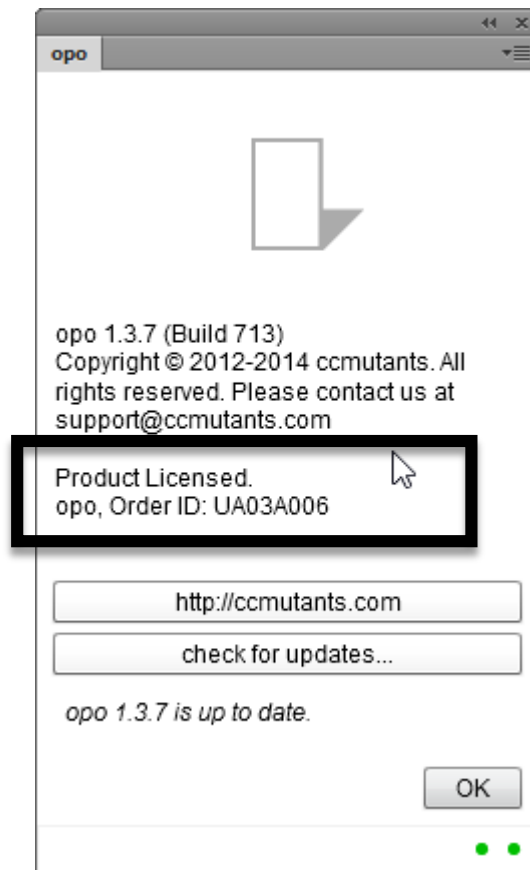 opo
opo 1.3.7 (Build 713)
Copyright © 2012-2014 ccmutants. All
rights reserved. Please contact us at
support@ccmutants.com
Product Licensed.
opo, Order ID: UA03A006
http://ccmutants.com
check for updates...
opo 1.3.7 is up to date.
OK